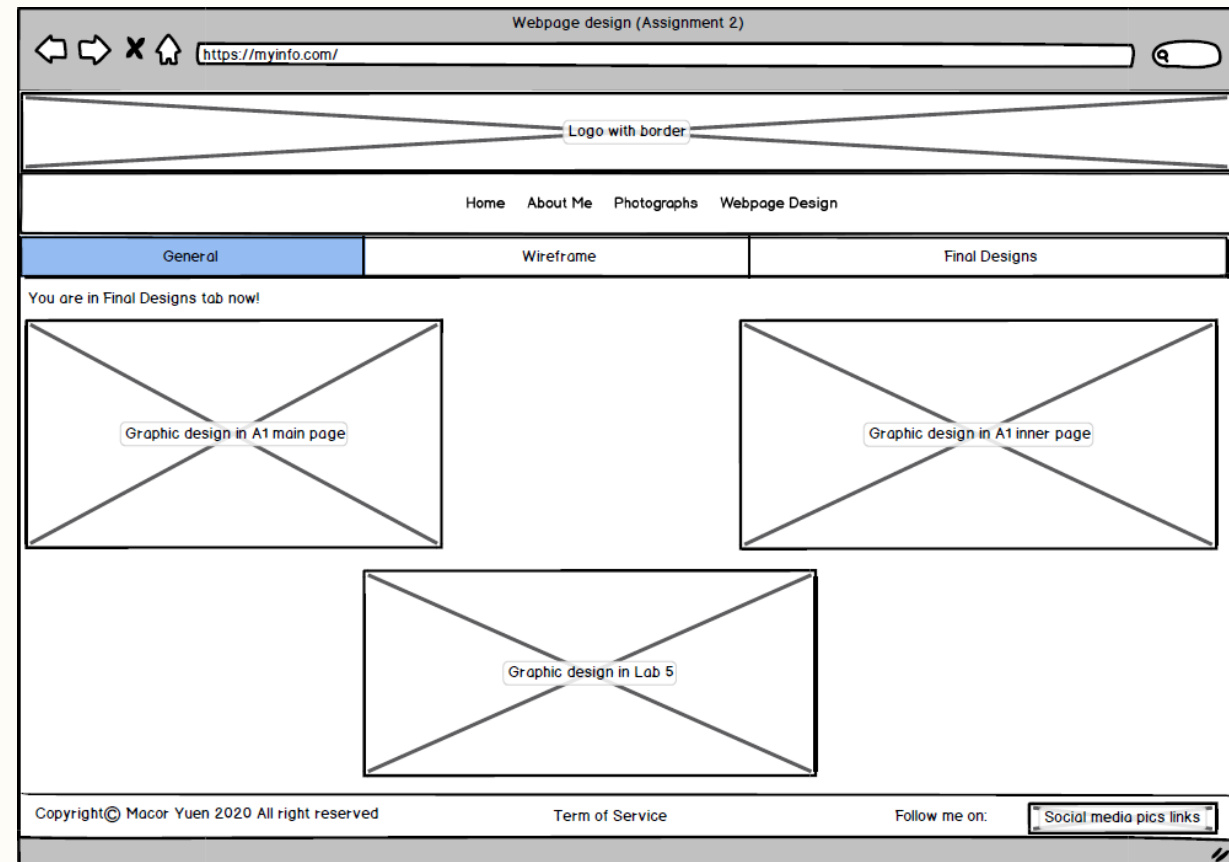 Webpage design (Assignment 2)
https://myinfo.com/
Logo with border
Home About Me Photographs Webpage Design
General Wireframe Final Designs
You are in Final Designs tab now!
Graphic design in A1 main page Graphic design in A1 inner page
Graphic design in Lab 5
Copyright© Macor Yuen 2020 All right reserved Term of Service Follow me on: Social media pics links